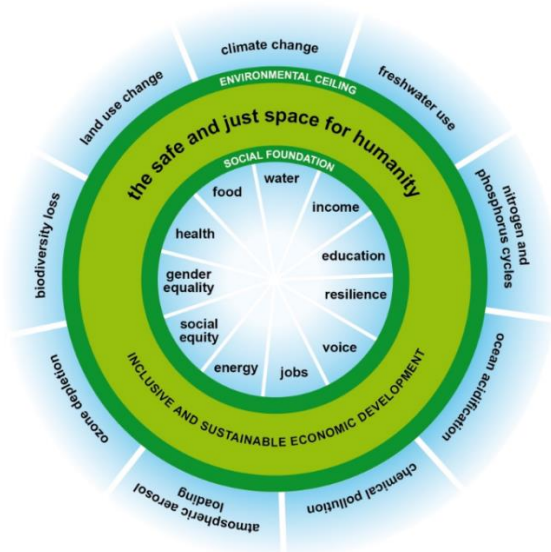 climate change
freshwater use
nitrogen and
phosphorus cycles
ocean acidification
chemical pollution
atmospheric aerosol
loading
ozone depletion
biodiversity loss
land use change
ENVIRONMENTAL CEILING
the safe and just space for humanity
SOCIAL FOUNDATION
water
income
education
resilience
voice
jobs
energy
social
equity
gender
equality
health
food
INCLUSIVE AND SUSTAINABLE ECONOMIC DEVELOPMENT